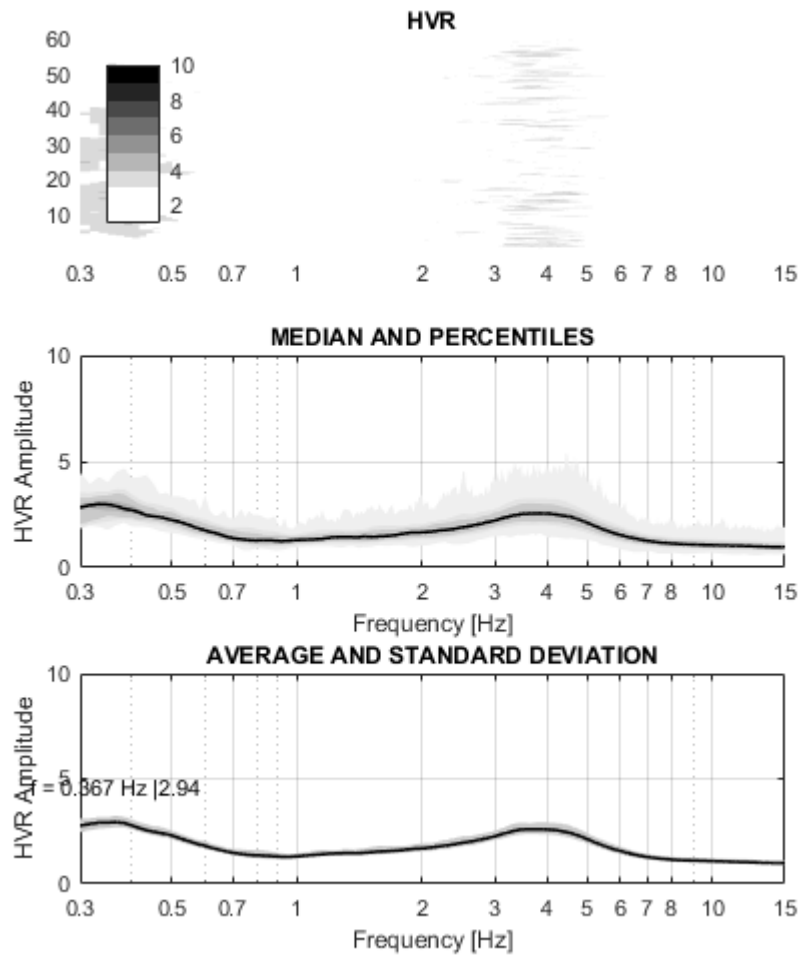 HVR
60
50
40
30
20
10
10
8
6
4
2
0.3 0.5 0.7 1 2 3 4 5 6 7 8 10 15
MEDIAN AND PERCENTILES
HVR Amplitude
10
5
0
0.3 0.5 0.7 1 2 3 4 5 6 7 8 10 15
Frequency [Hz]
AVERAGE AND STANDARD DEVIATION
HVR Amplitude
10
5
0
f = 0.367 Hz |2.94
0.3 0.5 0.7 1 2 3 4 5 6 7 8 10 15
Frequency [Hz]